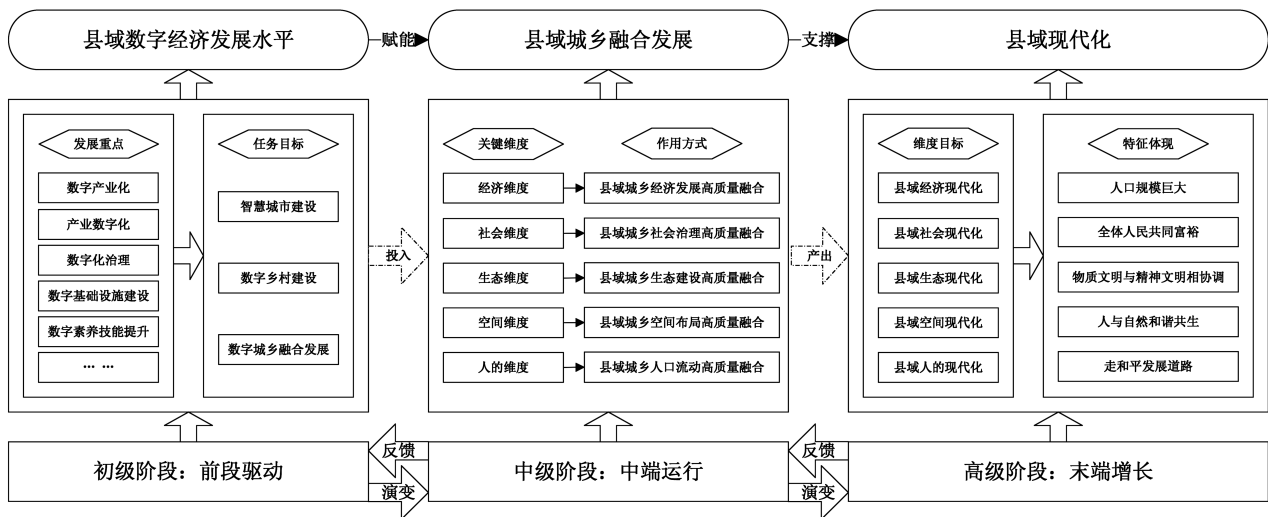 县域数字经济发展水平
赋能
县域城乡融合发展
支撑
县域现代化
发展重点
数字产业化
产业数字化
数字化治理
数字基础设施建设
数字素养技能提升
… …
任务目标
智慧城市建设
数字乡村建设
数字城乡融合发展
投入
关键维度
作用方式
经济维度
县域城乡经济发展高质量融合
社会维度
县域城乡社会治理高质量融合
生态维度
县域城乡生态建设高质量融合
空间维度
县域城乡空间布局高质量融合
人的维度
县域城乡人口流动高质量融合
产出
维度目标
县域经济现代化
县域社会现代化
县域生态现代化
县域空间现代化
县域人的现代化
特征体现
人口规模巨大
全体人民共同富裕
物质文明与精神文明相协调
人与自然和谐共生
走和平发展道路
初级阶段：前段驱动
反馈
演变
中级阶段：中端运行
反馈
演变
高级阶段：末端增长